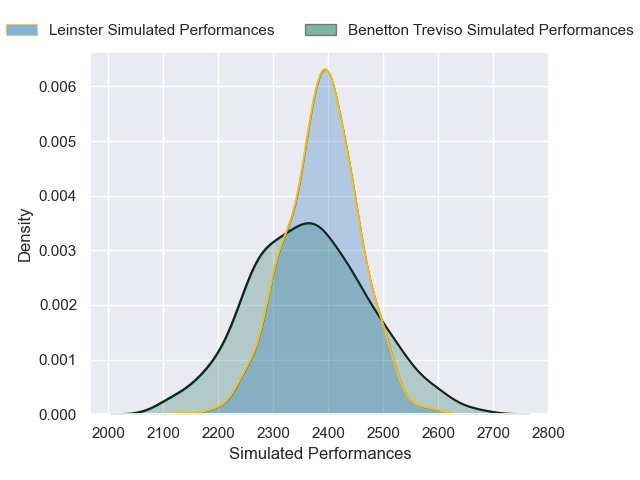 Leinster Simulated Performances Benetton Treviso Simulated Performances
0.006
0.005
0.004
0.003
0.002
0.001
0.000
Density
2000 2100 2200 2300 2400 2500 2600 2700 2800
Simulated Performances